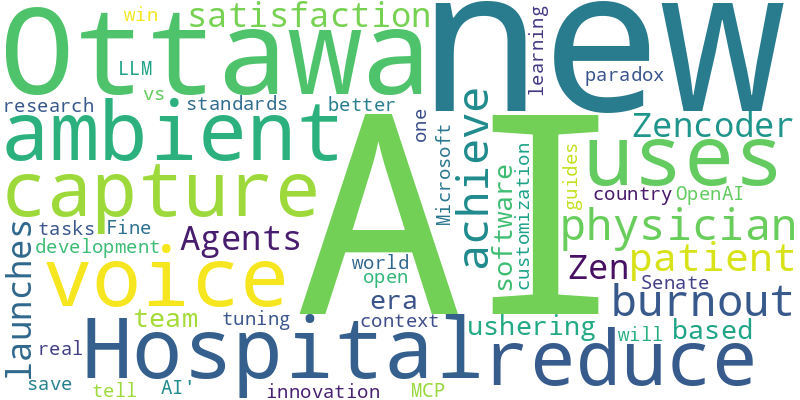 Ottawa
new
win
satisfaction
learning
LLM
paradox
vs
research
standards
better
one
ambient
Zencoder
AI
achieve
Microsoft
uses
capture
software
customization
guides
country
OpenAI
physician
tasks
Fine
Agents
development
launches
voice
world
open
Zen
patient
Senate
era
burnout
team
tuning
context
ushering
will
based
real
Hospital
reduce
save
tell
AI'
innovation
MCP